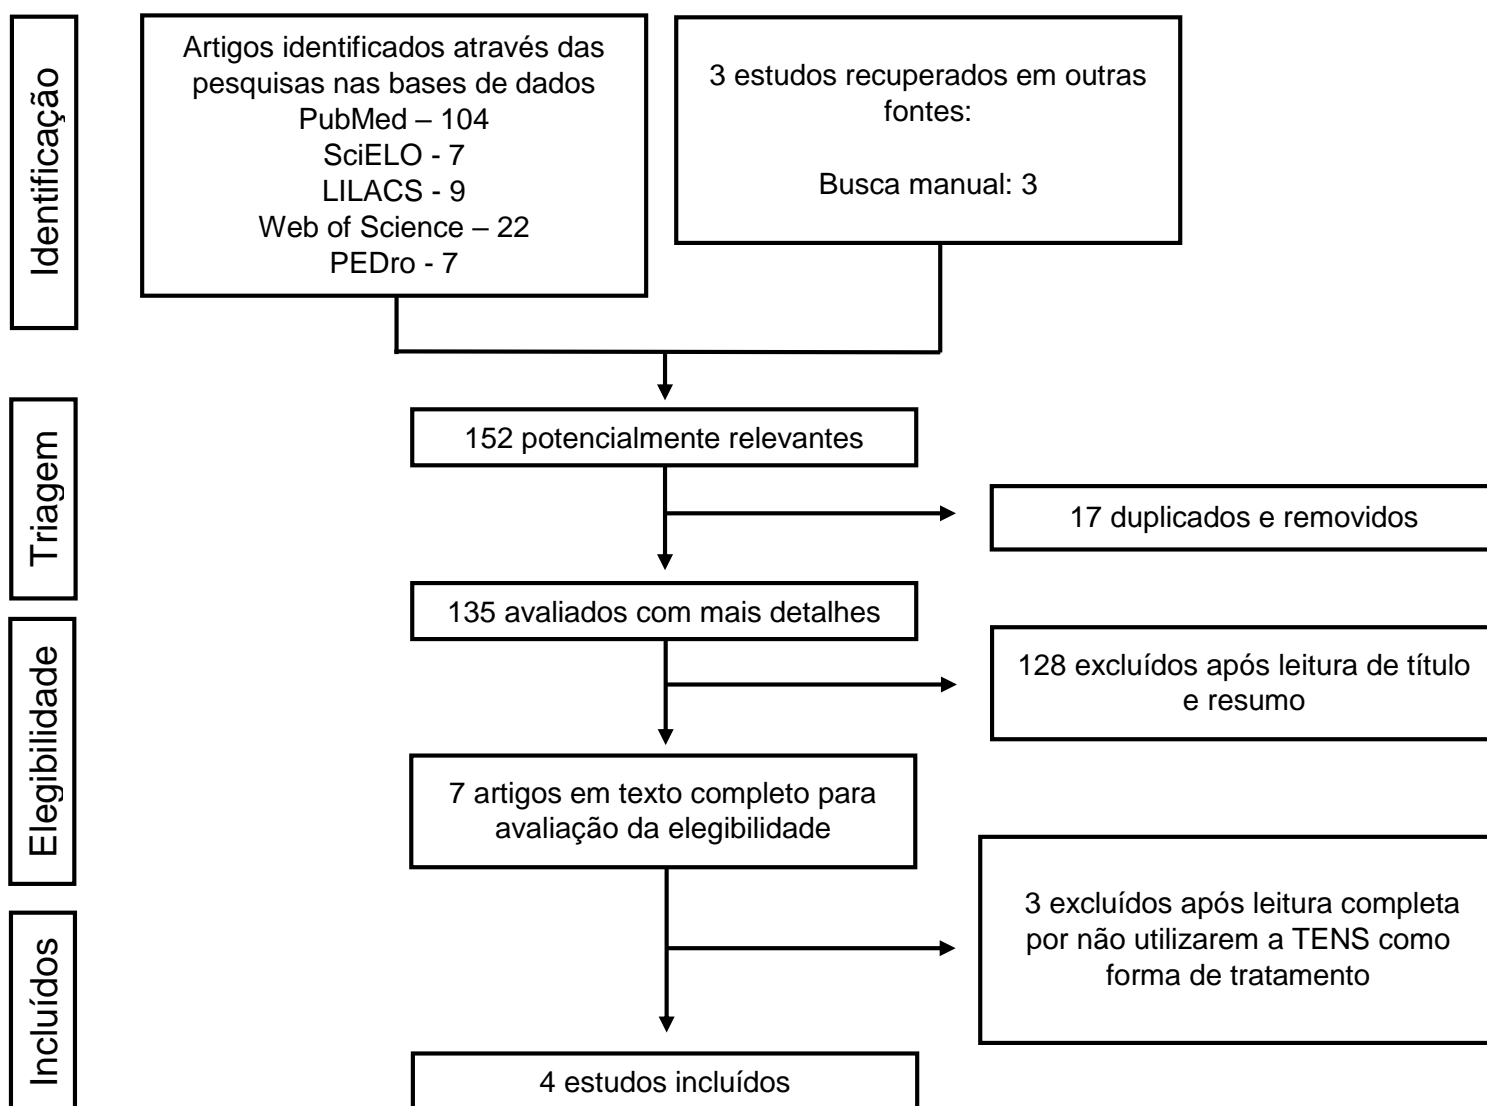 Identificação
Artigos identificados através das
pesquisas nas bases de dados
PubMed – 104
SciELO - 7
LILACS - 9
Web of Science – 22
PEDro - 7
3 estudos recuperados em outras
fontes:
Busca manual: 3
Triagem
152 potencialmente relevantes
17 duplicados e removidos
135 avaliados com mais detalhes
Elegibilidade
128 excluídos após leitura de título
e resumo
7 artigos em texto completo para
avaliação da elegibilidade
3 excluídos após leitura completa
por não utilizarem a TENS como
forma de tratamento
Incluídos
4 estudos incluídos